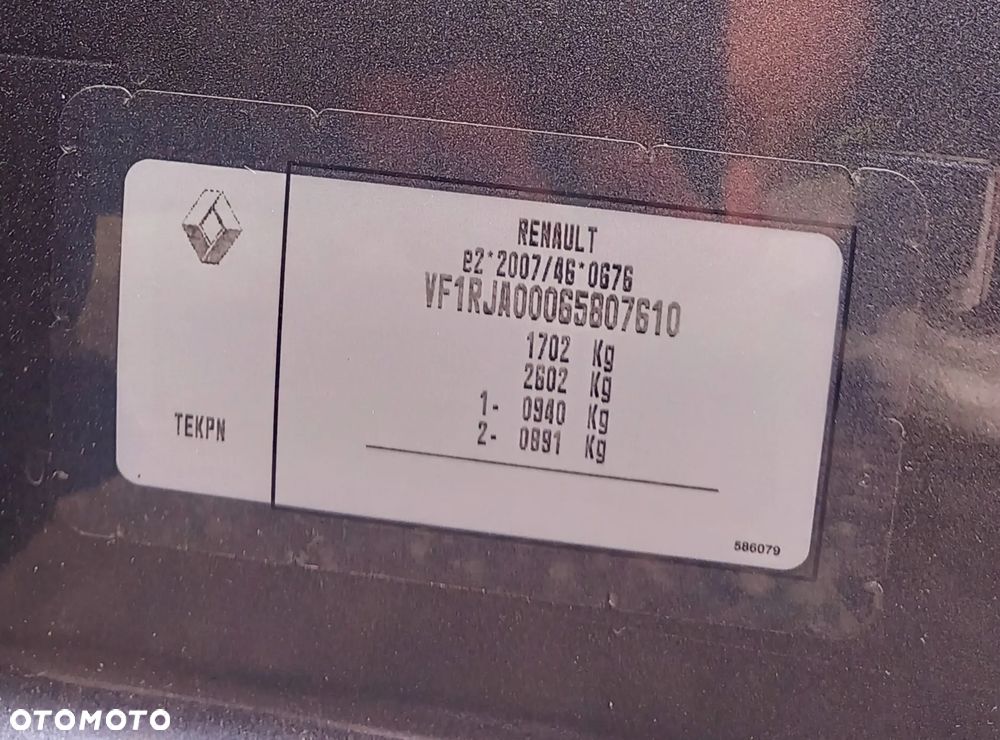 RENAULT
e2*2007/46*0676
VF1RJA00065807610
1702 Kg
2602 Kg
1- 0940 Kg
2- 0891 Kg
TEKPN
586079
OTOMOTO